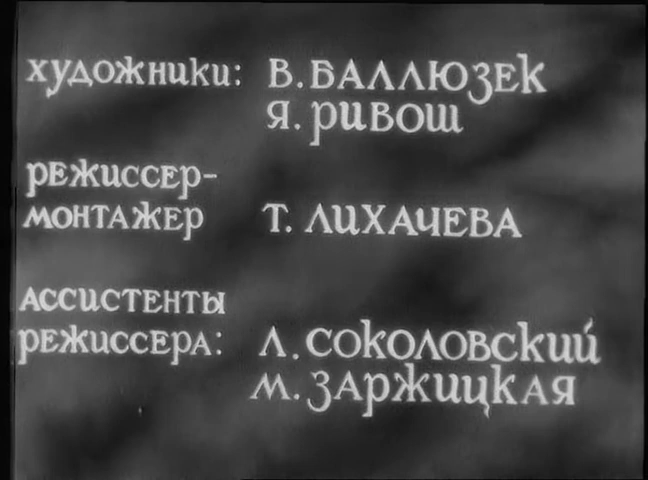 художники: В. БАЛЛЮЗЕК
Я. РИВОШ
РЕЖИССЕР-
МОНТАЖЕР Т. ЛИХАЧЕВА
АССИСТЕНТЫ
РЕЖИССЕРА: Л. СОКОЛОВСКИЙ
М. ЗАРЖИЦКАЯ